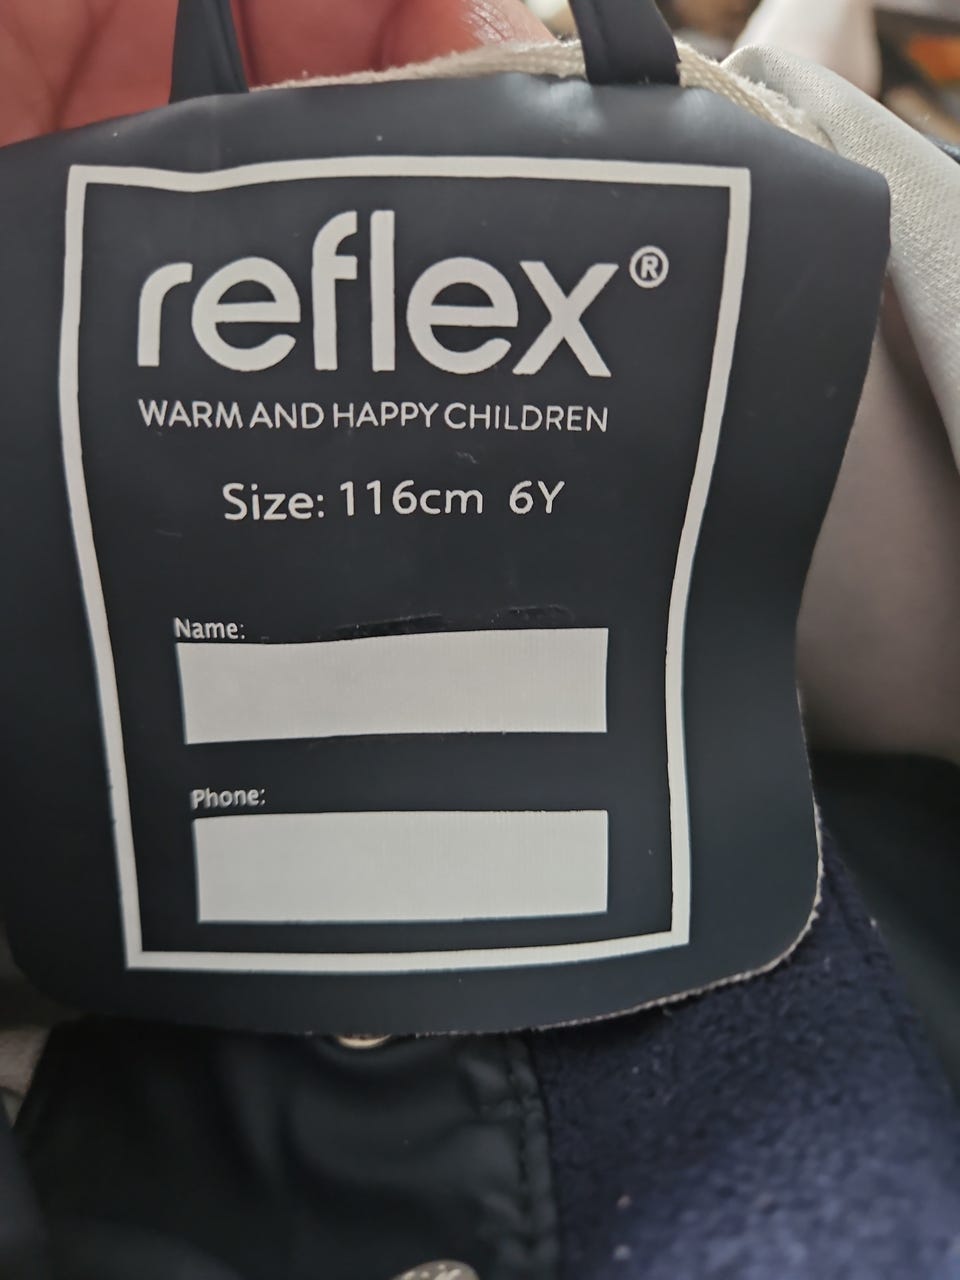 reflex®
WARM AND HAPPY CHILDREN
Size: 116cm 6Y
Name:
Phone: